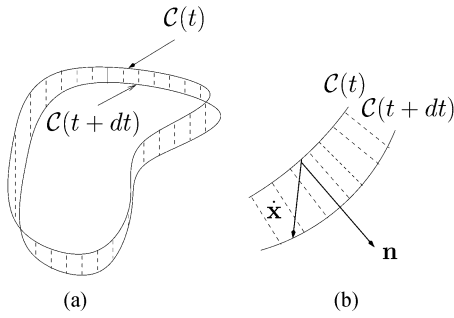 C(t)
C(t + dt)
(a)
C(t)
C(t + dt)
ẋ
n
(b)